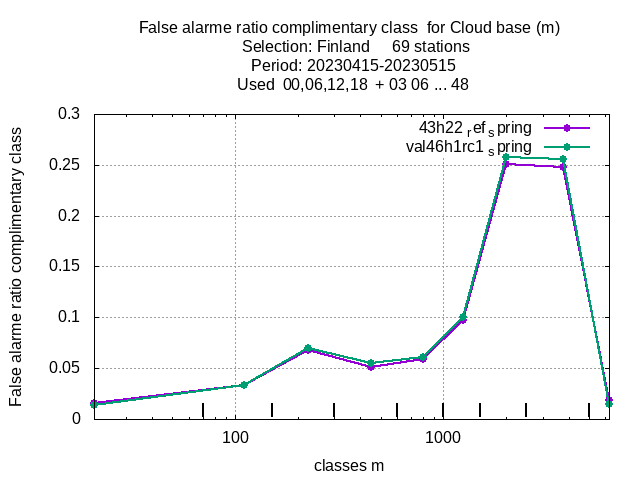 False alarme ratio complimentary class  for Cloud base (m)
Selection: Finland     69 stations
Period: 20230415-20230515
Used  00,06,12,18  + 03 06 ... 48
43h22 ref spring
val46h1rc1 spring
False alarme ratio complimentary class
0.3
0.25
0.2
0.15
0.1
0.05
0
100
1000
classes m